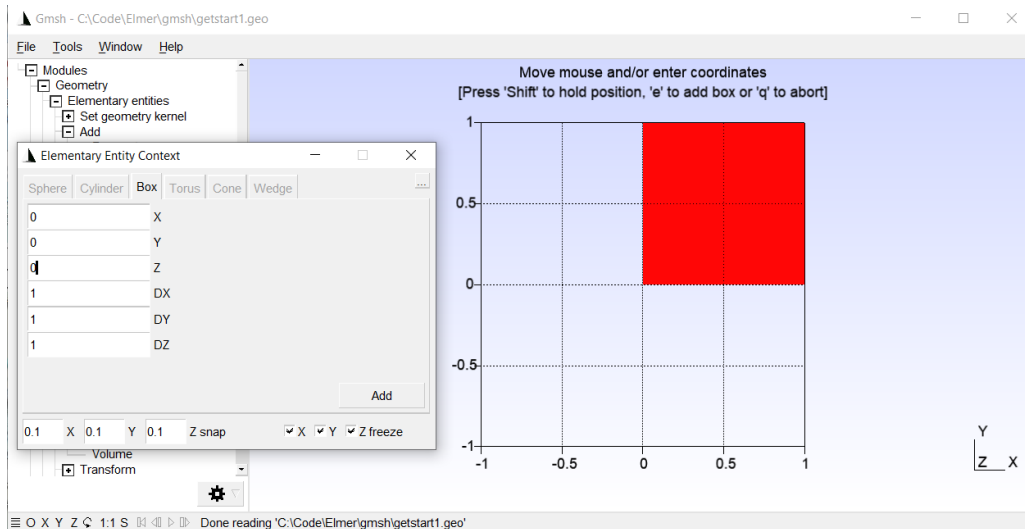 Gmsh - C:\Code\Elmer\gmsh\getstart1.geo
File Tools Window Help
Modules
Geometry
Elementary entities
Set geometry kernel
Add
Elementary Entity Context
Sphere Cylinder Box Torus Cone Wedge ...
0 X
0 Y
0 Z
1 DX
1 DY
1 DZ
Add
0.1 X 0.1 Y 0.1 Z snap X Y Z freeze
Volume
Transform
Move mouse and/or enter coordinates
[Press 'Shift' to hold position, 'e' to add box or 'q' to abort]
1
0.5
0
-0.5
-1
-1 -0.5 0 0.5 1
Y
Z X
O X Y Z 1:1 S Done reading 'C:\Code\Elmer\gmsh\getstart1.geo'